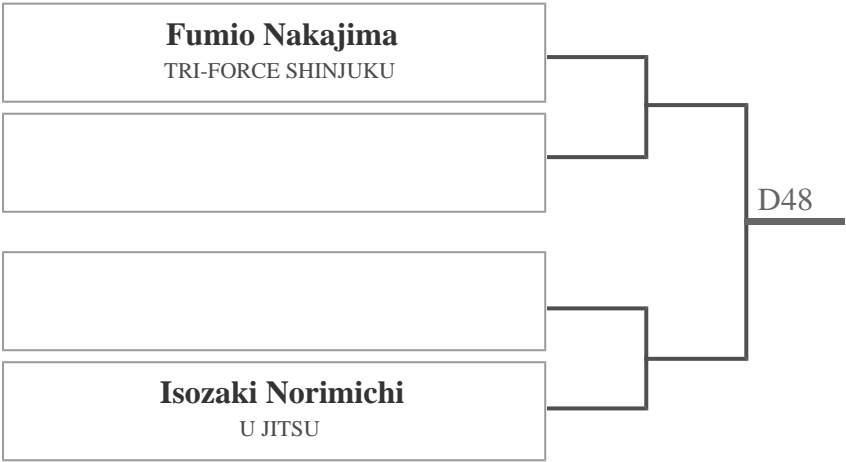 Fumio Nakajima
TRI-FORCE SHINJUKU
D48
Isozaki Norimichi
U JITSU